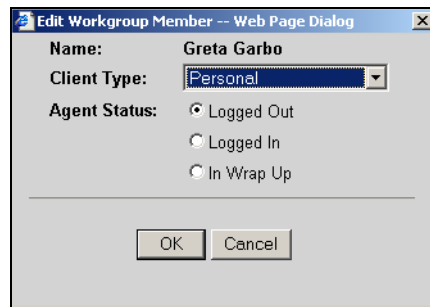 Edit Workgroup Member -- Web Page Dialog
Name: Greta Garbo
Client Type: Personal
Agent Status: Logged Out
Logged In
In Wrap Up
OK Cancel